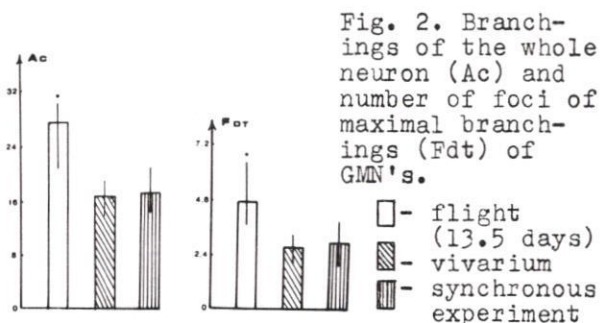 Ac
32
24
16
8
0
*
FDT
7.2
4.8
2.4
0
*
Fig. 2. Branch-
ings of the whole
neuron (Ac) and
number of foci of
maximal branch-
ings (Fdt) of
GMN's.
- flight
(13.5 days)
- vivarium
- synchronous
experiment